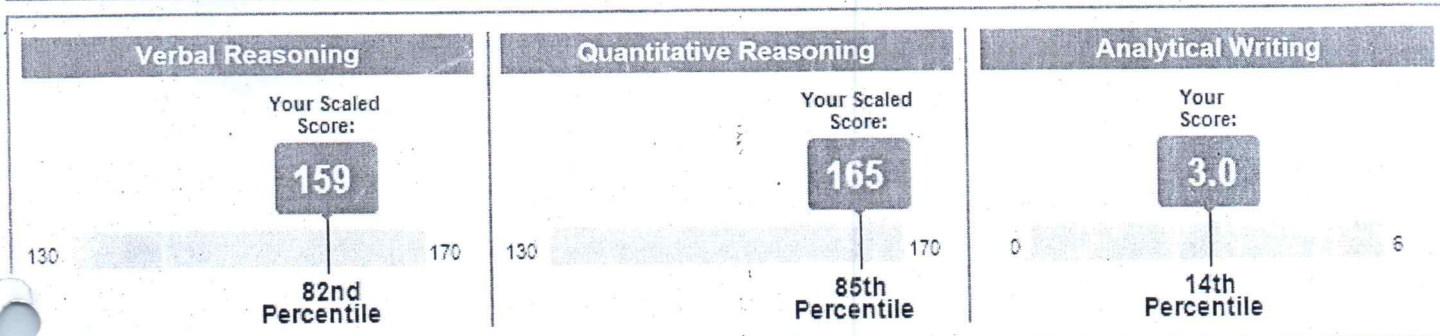 Verbal Reasoning
Your Scaled
Score:
159
130
170
82nd
Percentile
Quantitative Reasoning
Your Scaled
Score:
165
130
170
85th
Percentile
Analytical Writing
Your
Score:
3.0
0
6
14th
Percentile